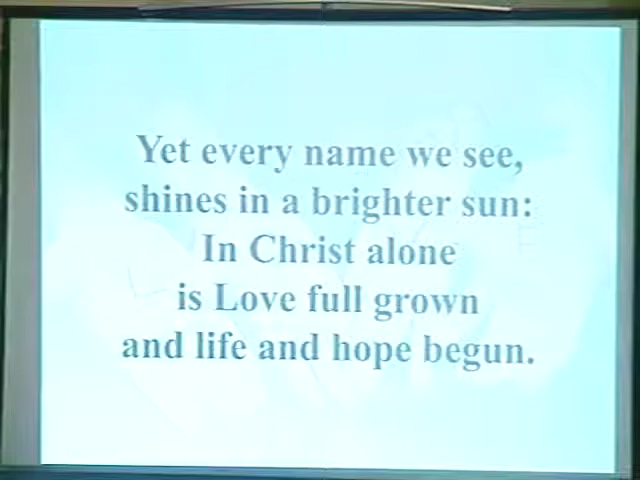 Yet every name we see,
shines in a brighter sun:
In Christ alone
is Love full grown
and life and hope begun.